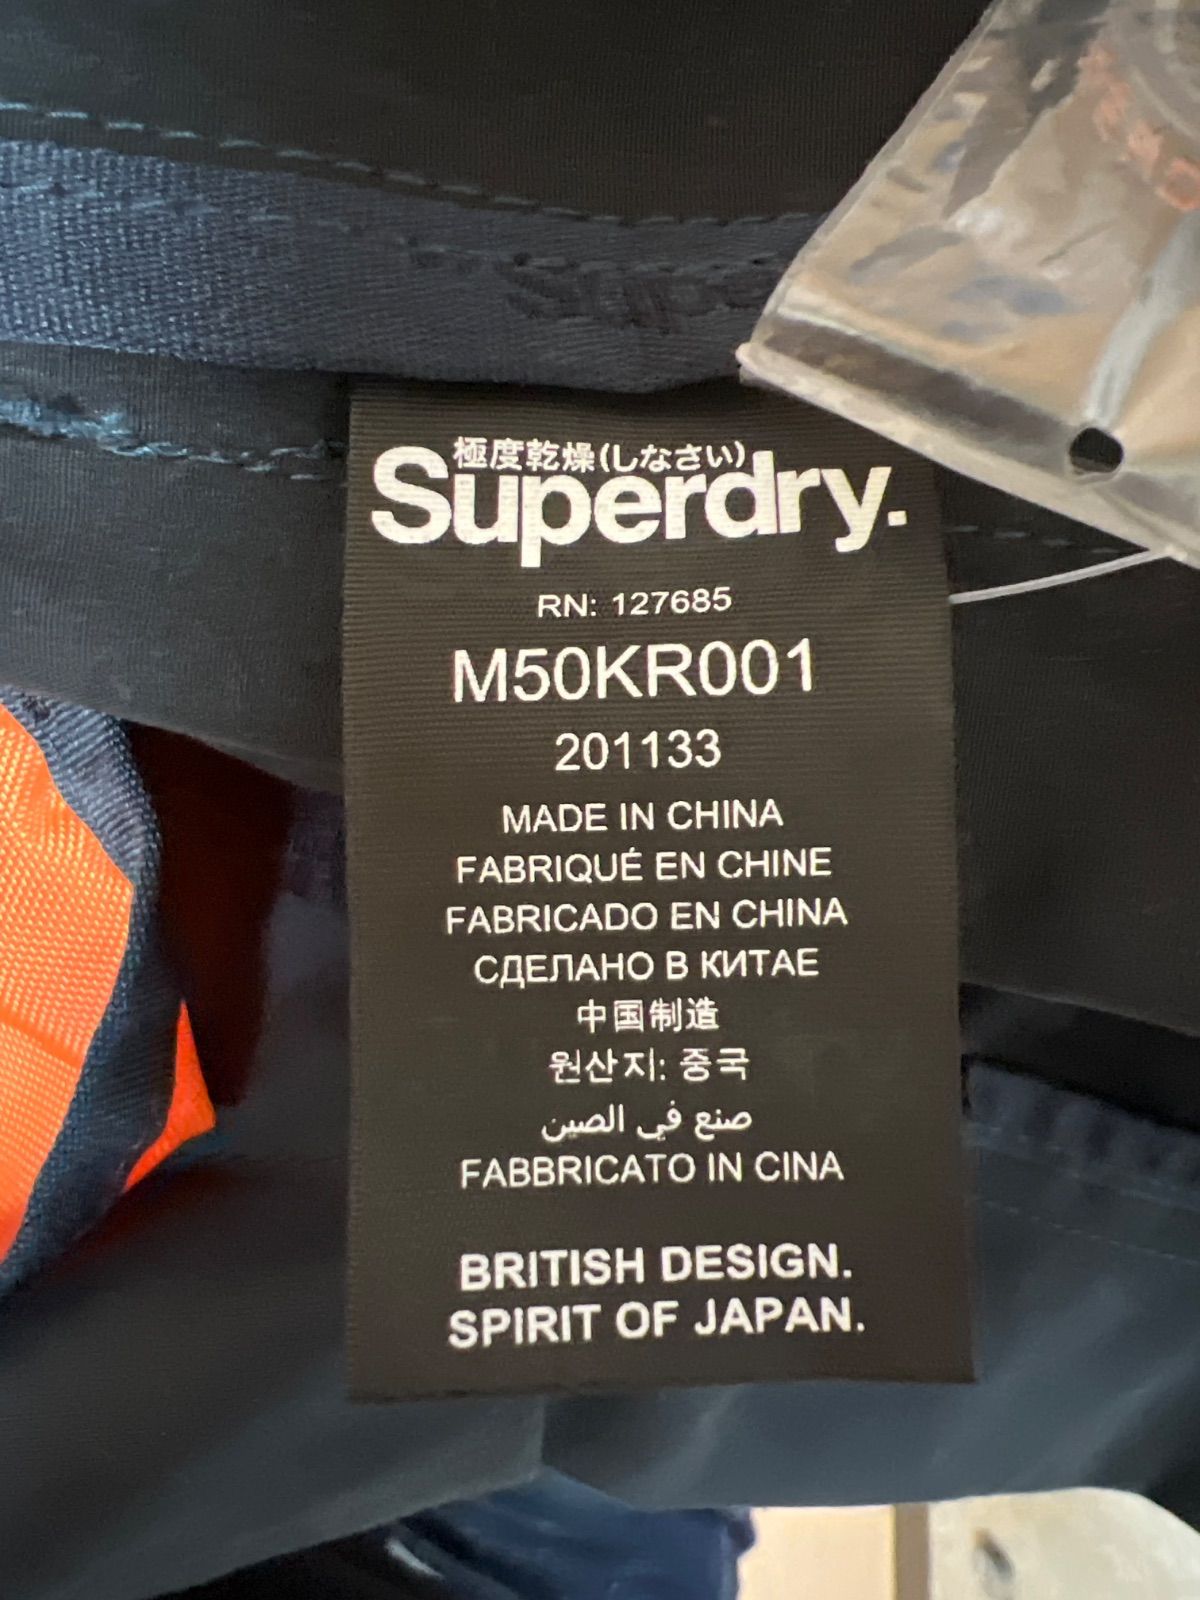 極度乾燥(しなさい)
Superdry.
RN: 127685
M50KR001
201133
MADE IN CHINA
FABRIQUÉ EN CHINE
FABRICADO EN CHINA
СДЕЛАНО В КИТАЕ
中国制造
원산지: 중국
صنع في الصين
FABBRICATO IN CINA
BRITISH DESIGN.
SPIRIT OF JAPAN.